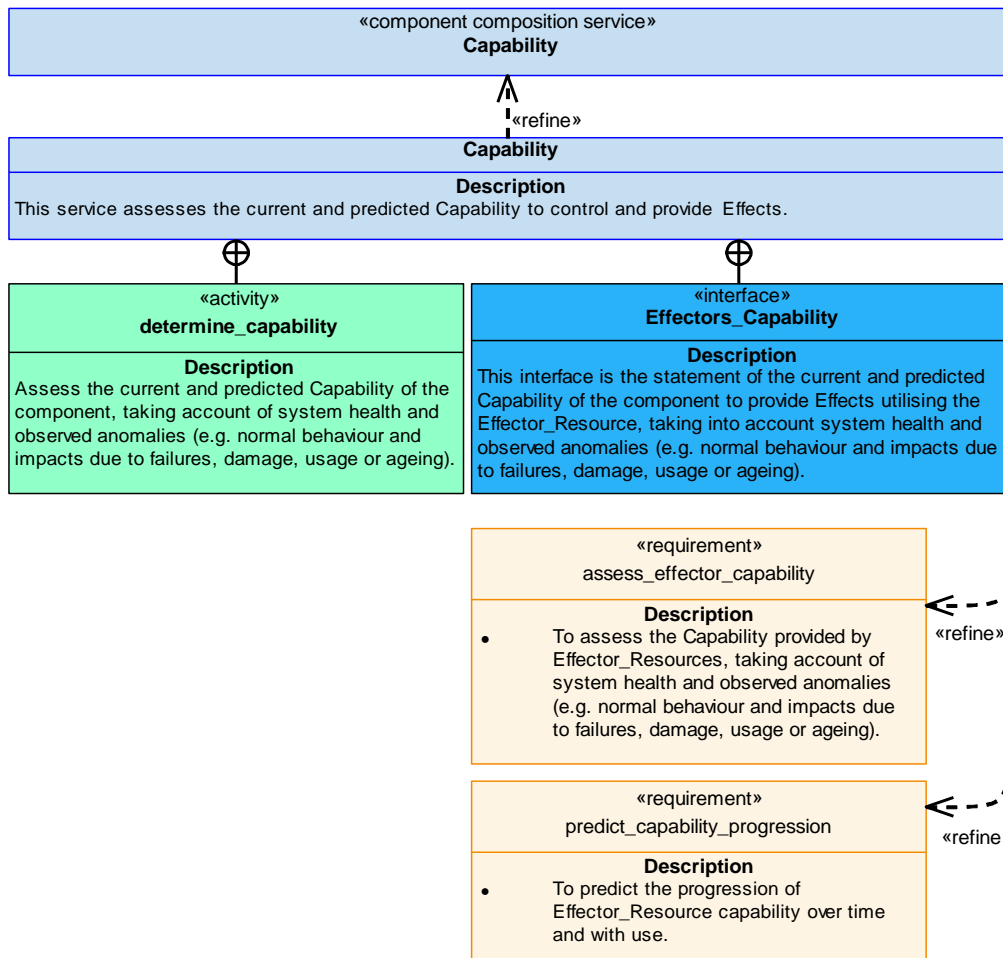 «component composition service»
Capability
«refine»
Capability
Description
This service assesses the current and predicted Capability to control and provide Effects.
«activity»
determine_capability
Description
Assess the current and predicted Capability of the
component, taking account of system health and
observed anomalies (e.g. normal behaviour and
impacts due to failures, damage, usage or ageing).
«interface»
Effectors_Capability
Description
This interface is the statement of the current and predicted
Capability of the component to provide Effects utilising the
Effector_Resource, taking into account system health and
observed anomalies (e.g. normal behaviour and impacts due
to failures, damage, usage or ageing).
«requirement»
assess_effector_capability
Description
• To assess the Capability provided by
Effector_Resources, taking account of
system health and observed anomalies
(e.g. normal behaviour and impacts due
to failures, damage, usage or ageing).
«refine»
«requirement»
predict_capability_progression
Description
• To predict the progression of
Effector_Resource capability over time
and with use.
«refine